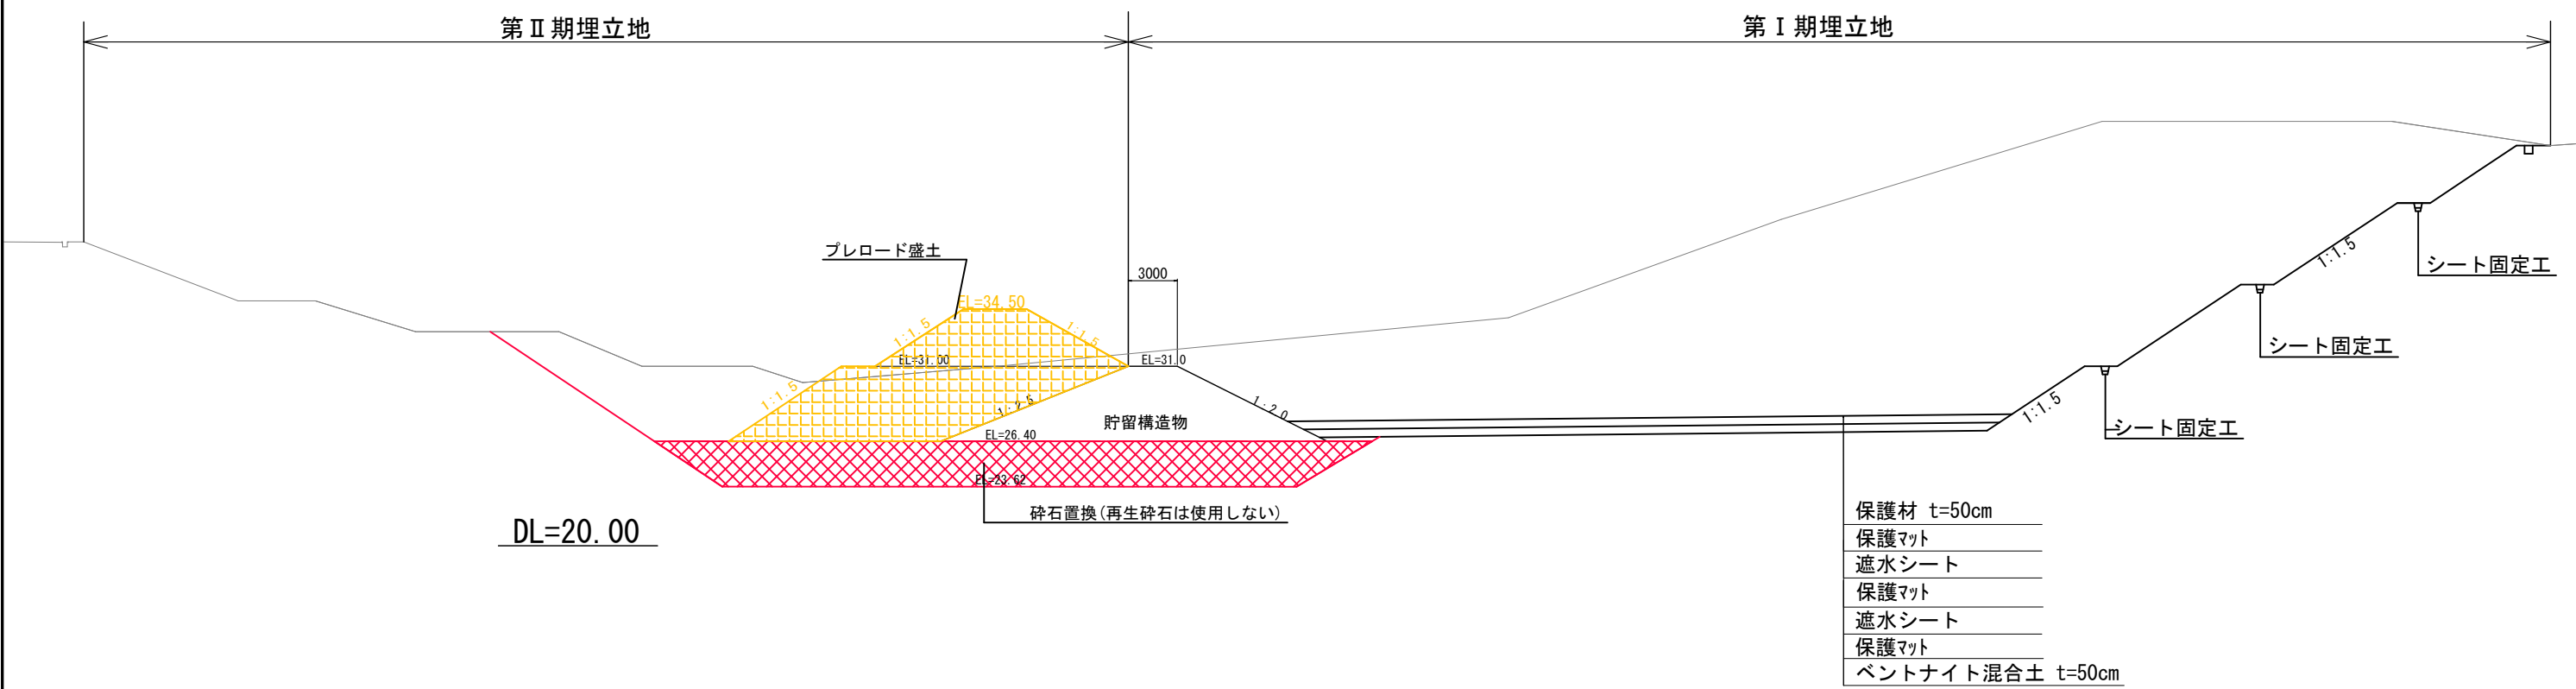 第Ⅱ期埋立地
第Ⅰ期埋立地
プレロード盛土
3000
EL=34.50
1:1.5
1:1.5
EL=31.00
EL=31.0
1:1.5
1:2.5
1:2.0
貯留構造物
EL=26.40
EL=23.62
砕石置換(再生砕石は使用しない)
DL=20.00
1:1.5
シート固定工
シート固定工
1:1.5
シート固定工
保護材 t=50cm
保護マット
遮水シート
保護マット
遮水シート
保護マット
ベントナイト混合土 t=50cm